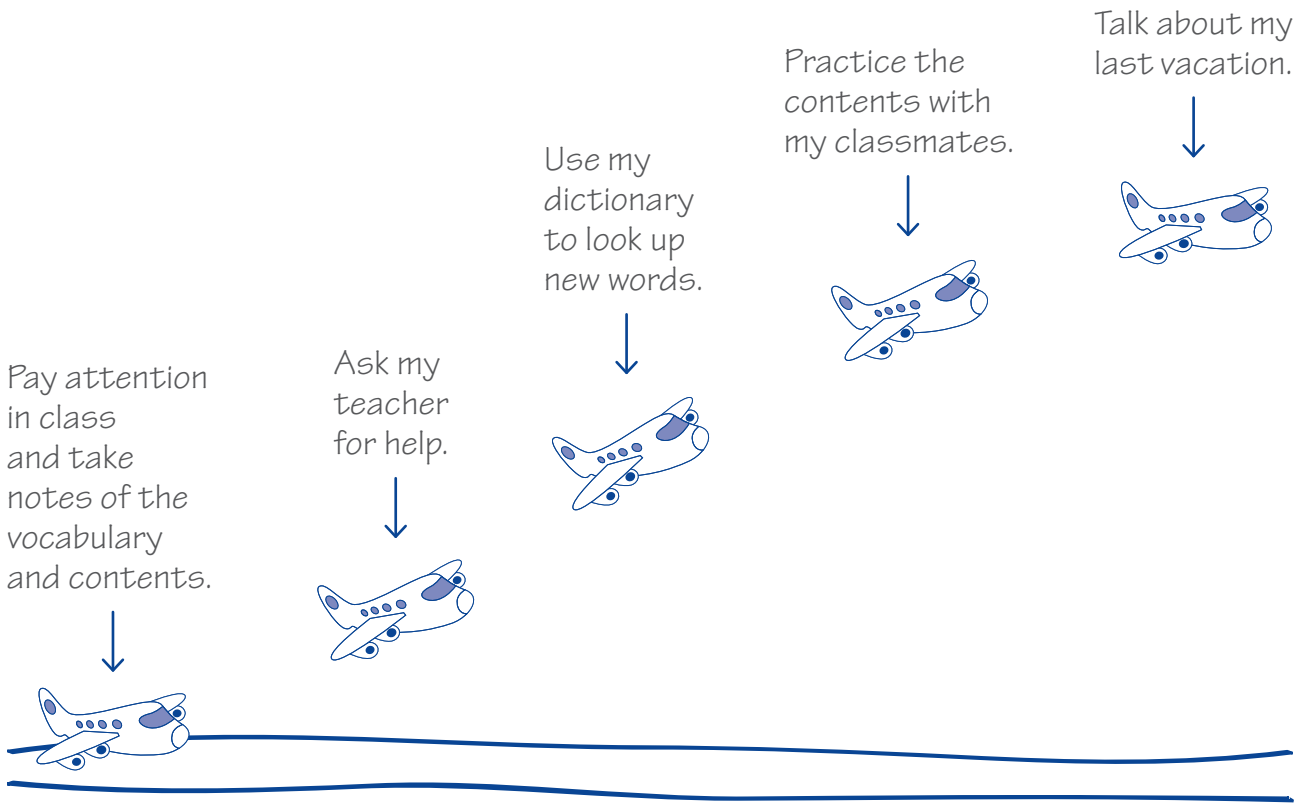 Pay attention
in class
and take
notes of the
vocabulary
and contents.
Ask my
teacher
for help.
Use my
dictionary
to look up
new words.
Practice the
contents with
my classmates.
Talk about my
last vacation.